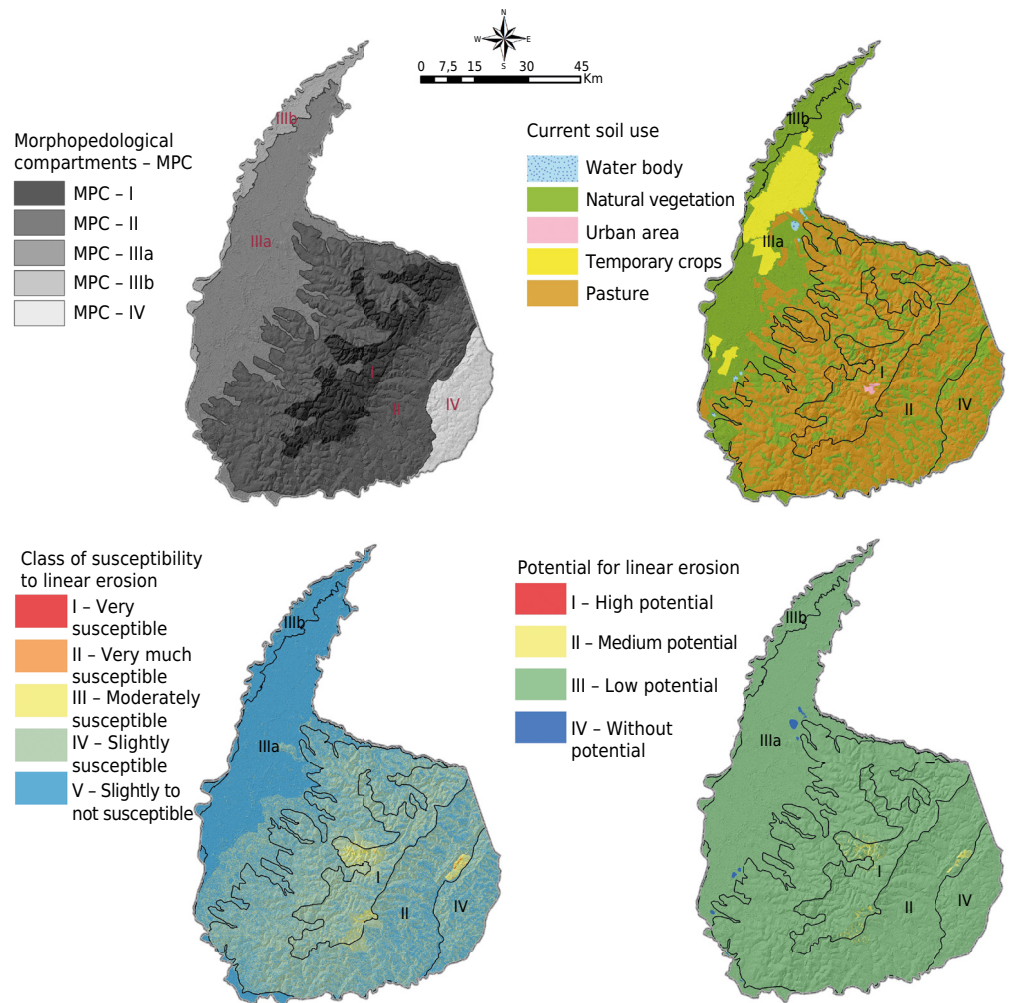 N
W E
S
0 7,5 15 30 45
Km
Morphopedological
compartments – MPC
MPC – I
MPC – II
MPC – IIIa
MPC – IIIb
MPC – IV
IIIb
IIIa
I
II
IV
Current soil use
Water body
Natural vegetation
Urban area
Temporary crops
Pasture
IIIb
IIIa
I
II
IV
Class of susceptibility
to linear erosion
I – Very
susceptible
II – Very much
susceptible
III – Moderately
susceptible
IV – Slightly
susceptible
V – Slightly to
not susceptible
IIIb
IIIa
I
II
IV
Potential for linear erosion
I – High potential
II – Medium potential
III – Low potential
IV – Without
potential
IIIb
IIIa
I
II
IV